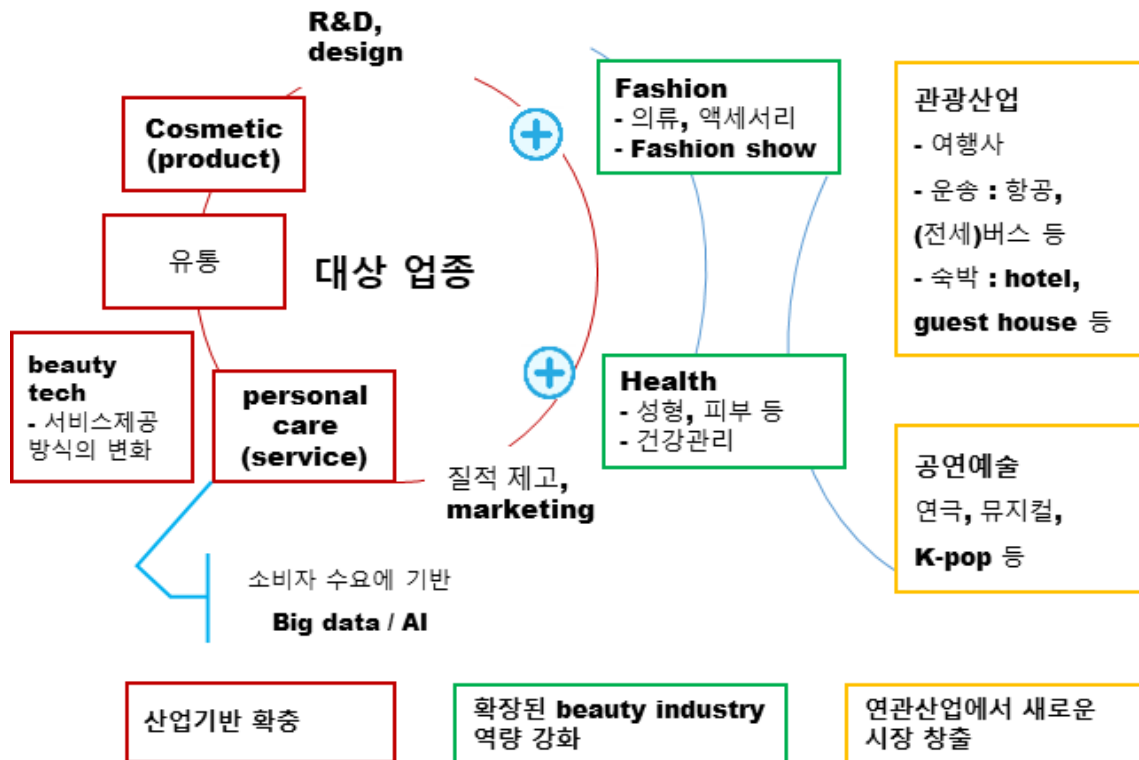 R&D,
design
Cosmetic
(product)
유통
beauty
tech
- 서비스제공
방식의 변화
personal
care
(service)
대상 업종
질적 제고,
marketing
소비자 수요에 기반
Big data / AI
Fashion
- 의류, 액세서리
- Fashion show
Health
- 성형, 피부 등
- 건강관리
관광산업
- 여행사
- 운송 : 항공,
(전세)버스 등
- 숙박 : hotel,
guest house 등
공연예술
연극, 뮤지컬,
K-pop 등
산업기반 확충
확장된 beauty industry
역량 강화
연관산업에서 새로운
시장 창출